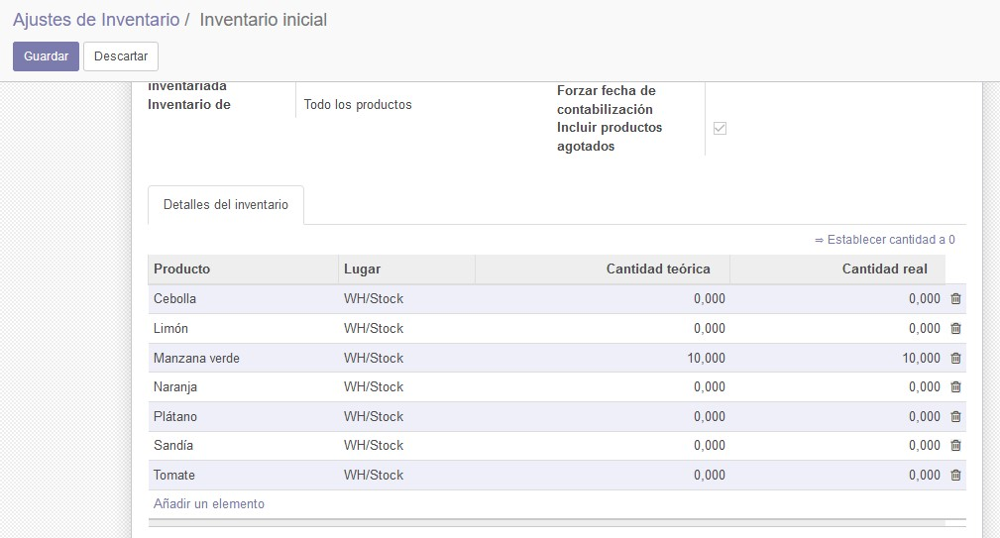 Ajustes de Inventario / Inventario inicial
Guardar Descartar
inventariada
Inventario de Todo los productos
Forzar fecha de
contabilización
Incluir productos
agotados
Detalles del inventario
⇒ Establecer cantidad a 0
Producto Lugar Cantidad teórica Cantidad real
Cebolla WH/Stock 0,000 0,000
Limón WH/Stock 0,000 0,000
Manzana verde WH/Stock 10,000 10,000
Naranja WH/Stock 0,000 0,000
Plátano WH/Stock 0,000 0,000
Sandía WH/Stock 0,000 0,000
Tomate WH/Stock 0,000 0,000
Añadir un elemento